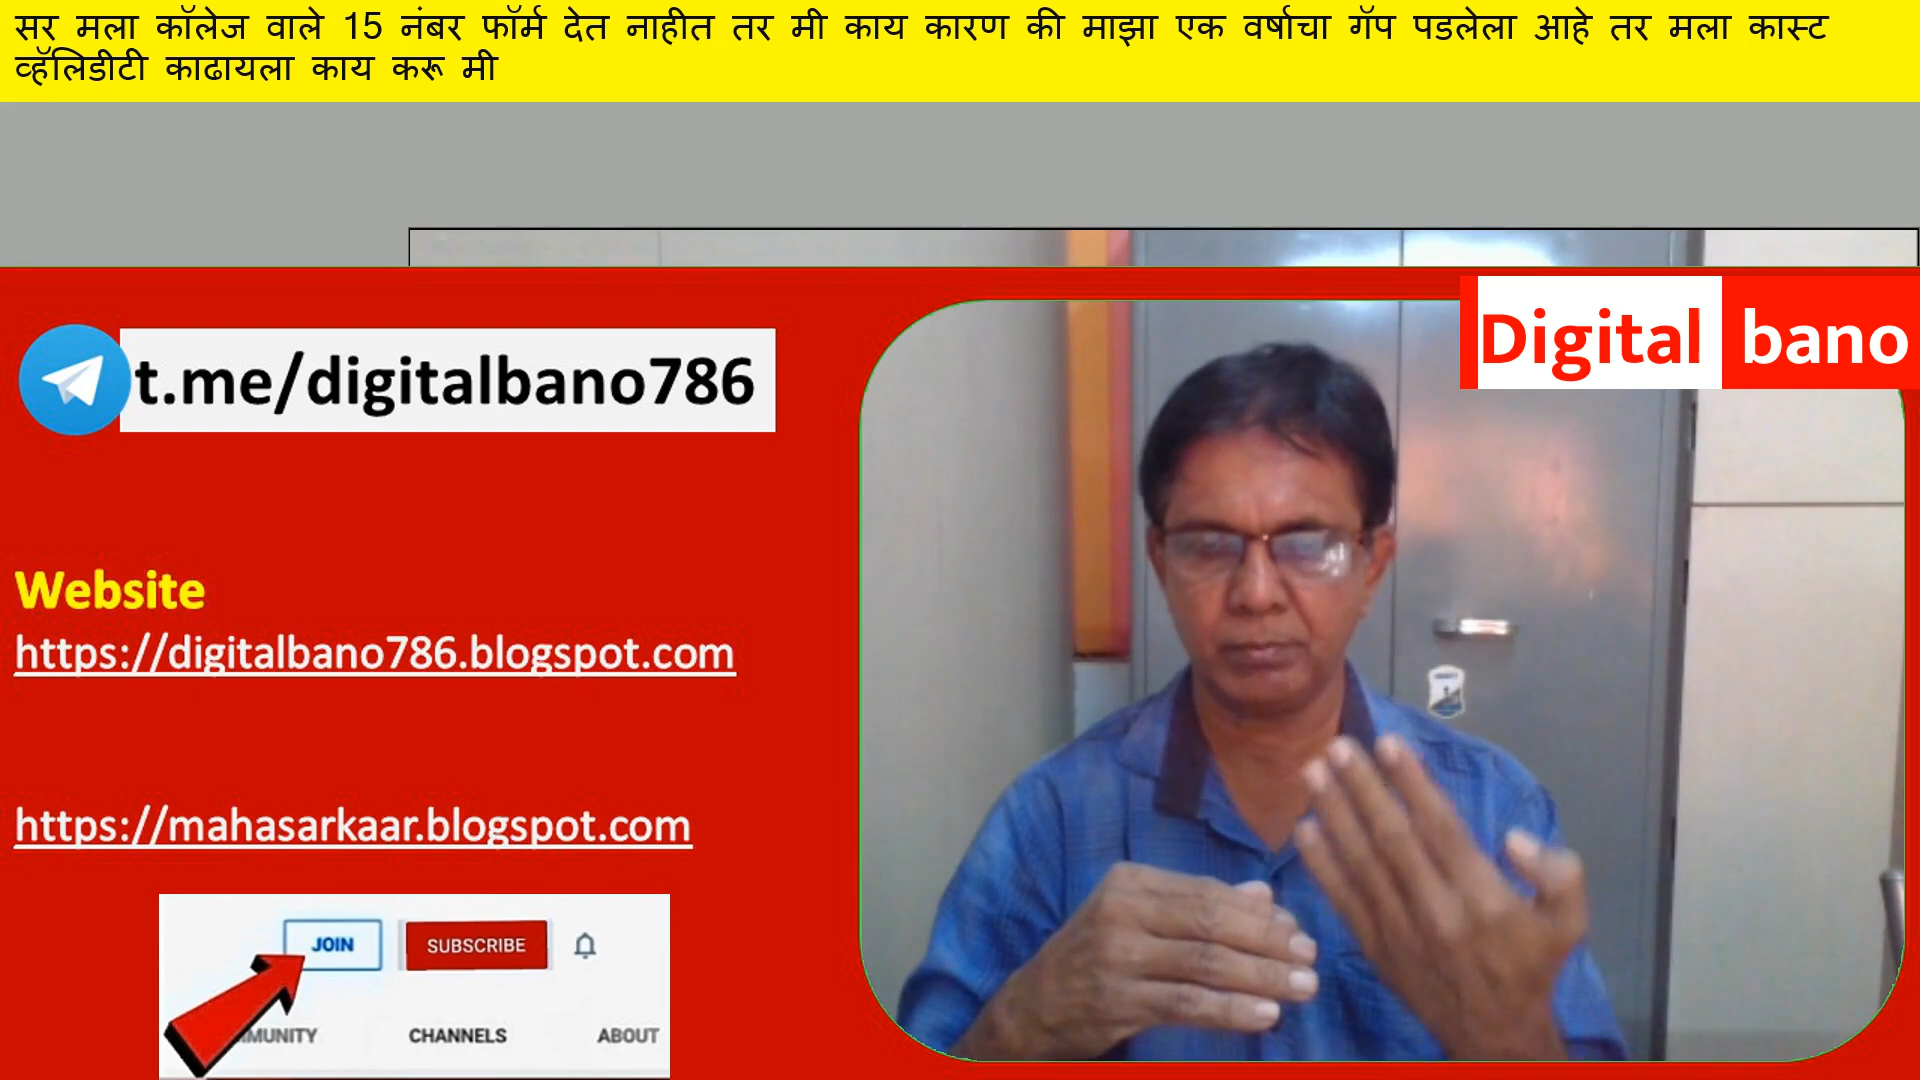 सर मला कॉलेज वाले 15 नंबर फॉर्म देत नाहीत तर मी काय कारण की माझा एक वर्षाचा गॅप पडलेला आहे तर मला कास्ट
व्हॅलिडीटी काढायला काय करू मी
Digital bano
t.me/digitalbano786
Website
https://digitalbano786.blogspot.com
https://mahasarkaar.blogspot.com
JOIN SUBSCRIBE
MUNITY CHANNELS ABOUT